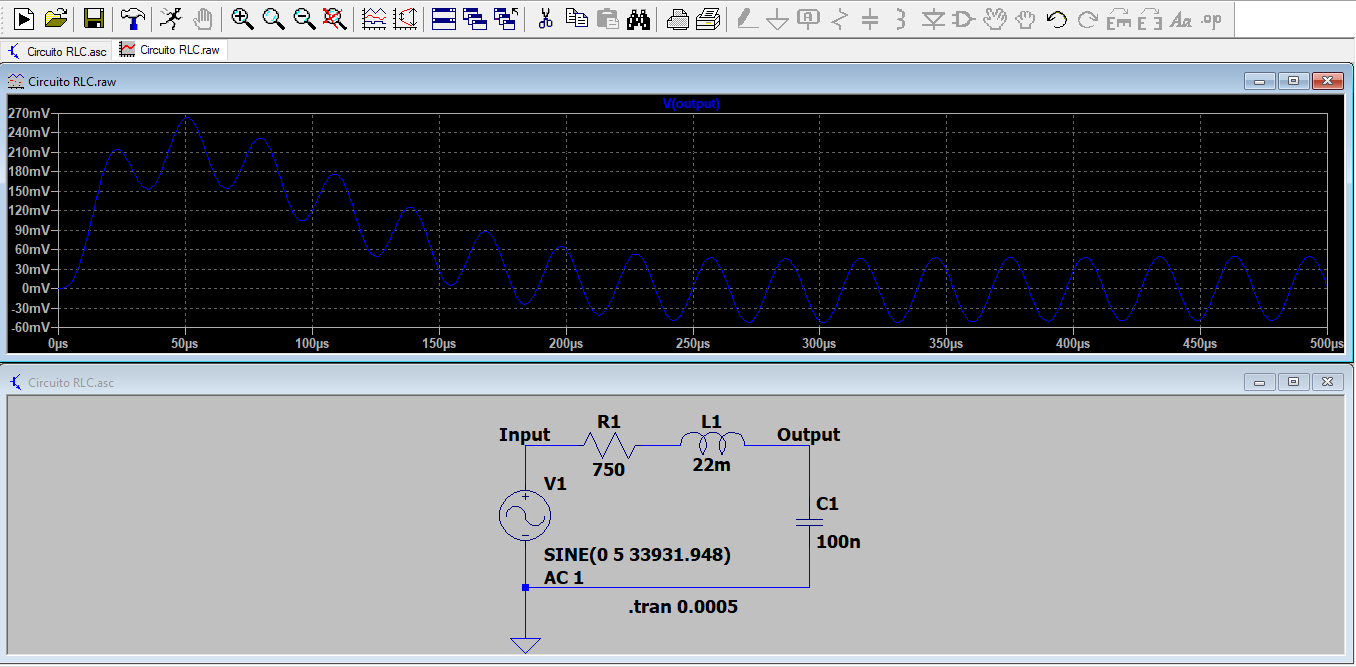 Circuito RLC.asc
Circuito RLC.raw
Circuito RLC.raw
V(output)
270mV
240mV
210mV
180mV
150mV
120mV
90mV
60mV
30mV
0mV
-30mV
-60mV
0µs 50µs 100µs 150µs 200µs 250µs 300µs 350µs 400µs 450µs 500µs
Circuito RLC.asc
R1 L1
Input Output
750 22m
V1
C1
100n
SINE(0 5 33931.948)
AC 1
.tran 0.0005